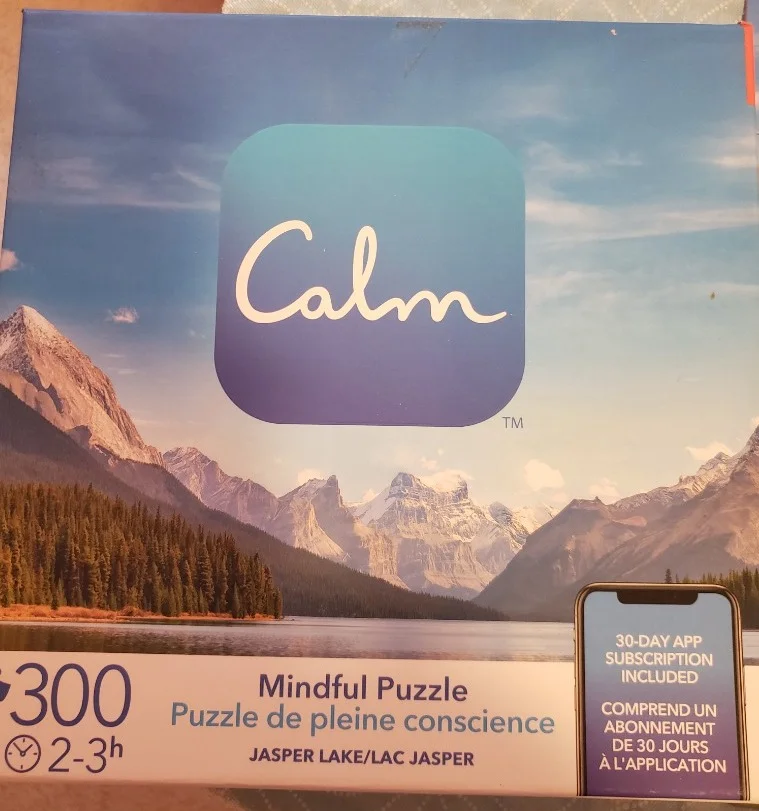 Calm
TM
300
2-3h
Mindful Puzzle
Puzzle de pleine conscience
JASPER LAKE/LAC JASPER
30-DAY APP
SUBSCRIPTION
INCLUDED
COMPREND UN
ABONNEMENT
DE 30 JOURS
À L'APPLICATION